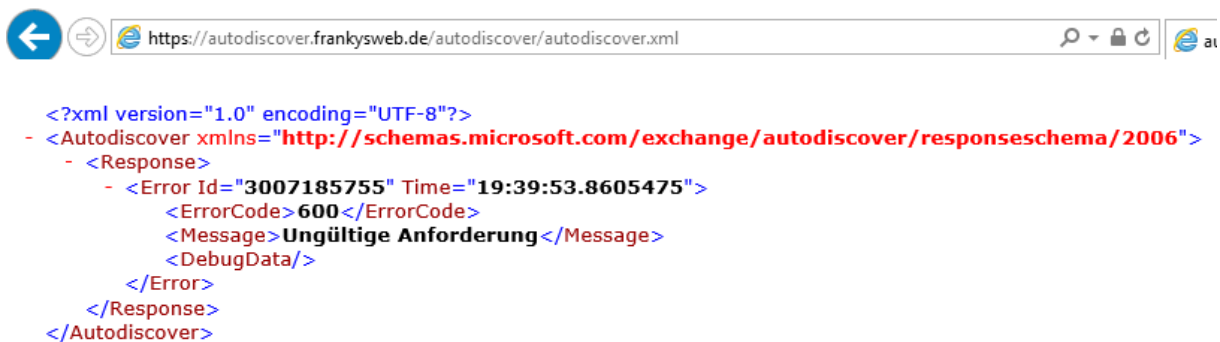 https://autodiscover.frankysweb.de/autodiscover/autodiscover.xml au
<?xml version="1.0" encoding="UTF-8"?>
- <Autodiscover xmlns="http://schemas.microsoft.com/exchange/autodiscover/responseschema/2006">
- <Response>
- <Error Id="3007185755" Time="19:39:53.8605475">
<ErrorCode>600</ErrorCode>
<Message>Ungültige Anforderung</Message>
<DebugData/>
</Error>
</Response>
</Autodiscover>